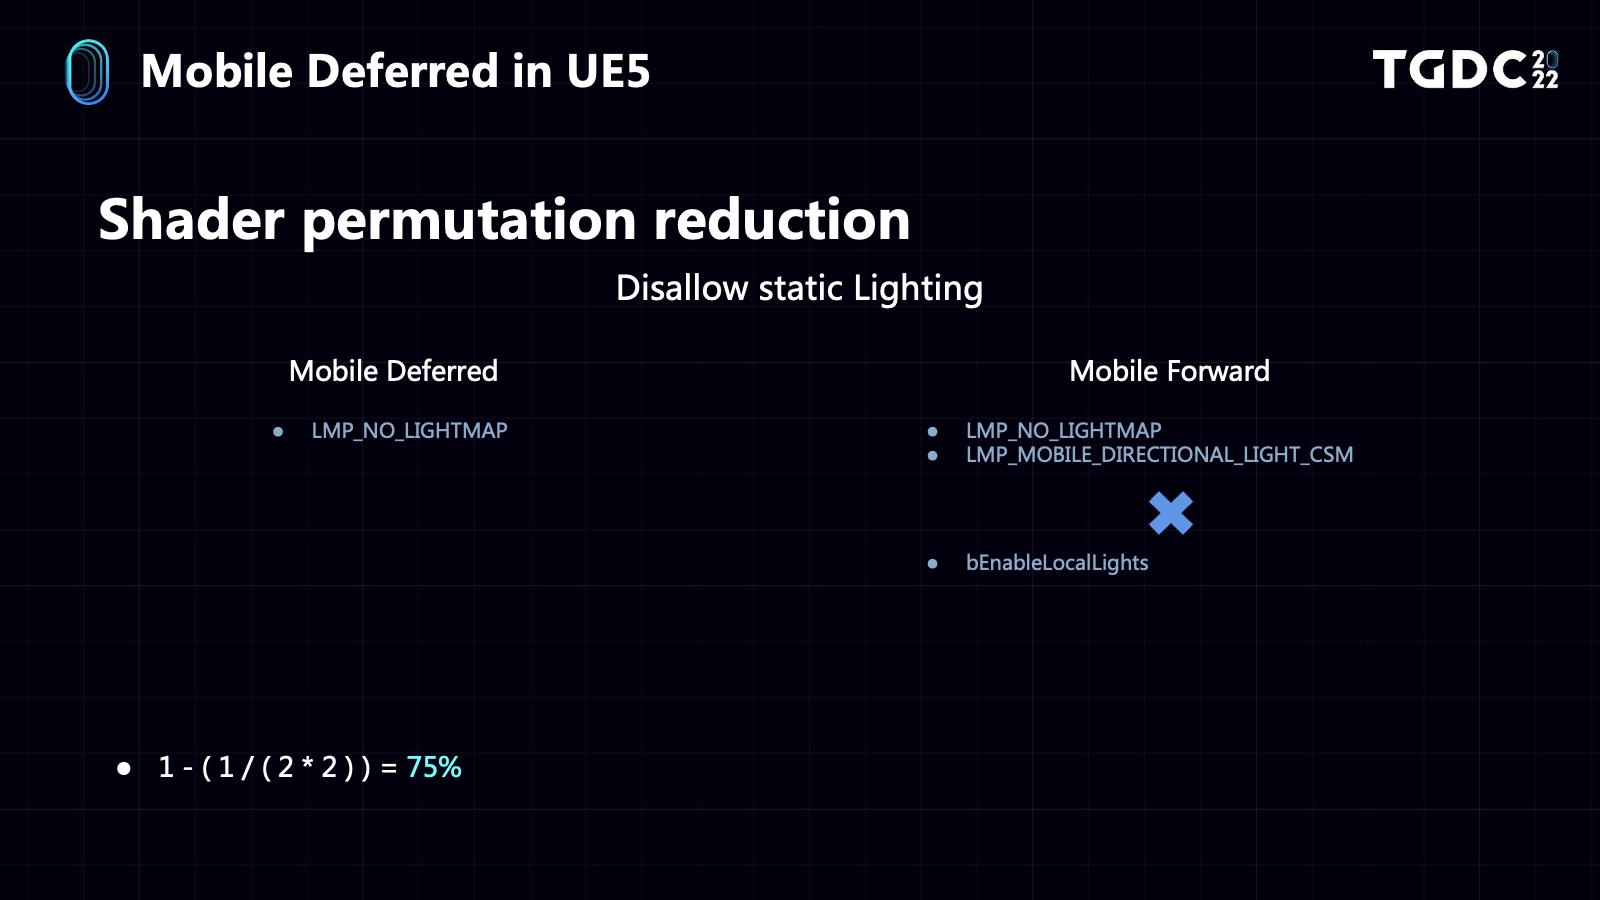 Mobile Deferred in UE5
TGDC 2022
Shader permutation reduction
Disallow static Lighting
Mobile Deferred
● LMP_NO_LIGHTMAP
Mobile Forward
● LMP_NO_LIGHTMAP
● LMP_MOBILE_DIRECTIONAL_LIGHT_CSM
● bEnableLocalLights
● 1 - ( 1 / ( 2 * 2 ) ) = 75%